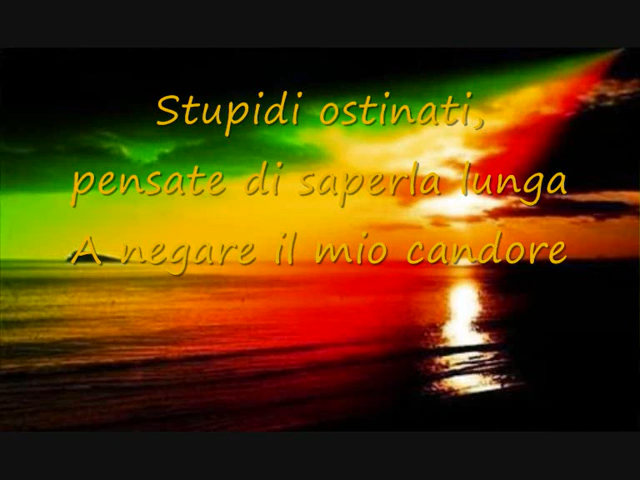 Stupidi ostinati,
pensate di saperla lunga
A negare il mio candore